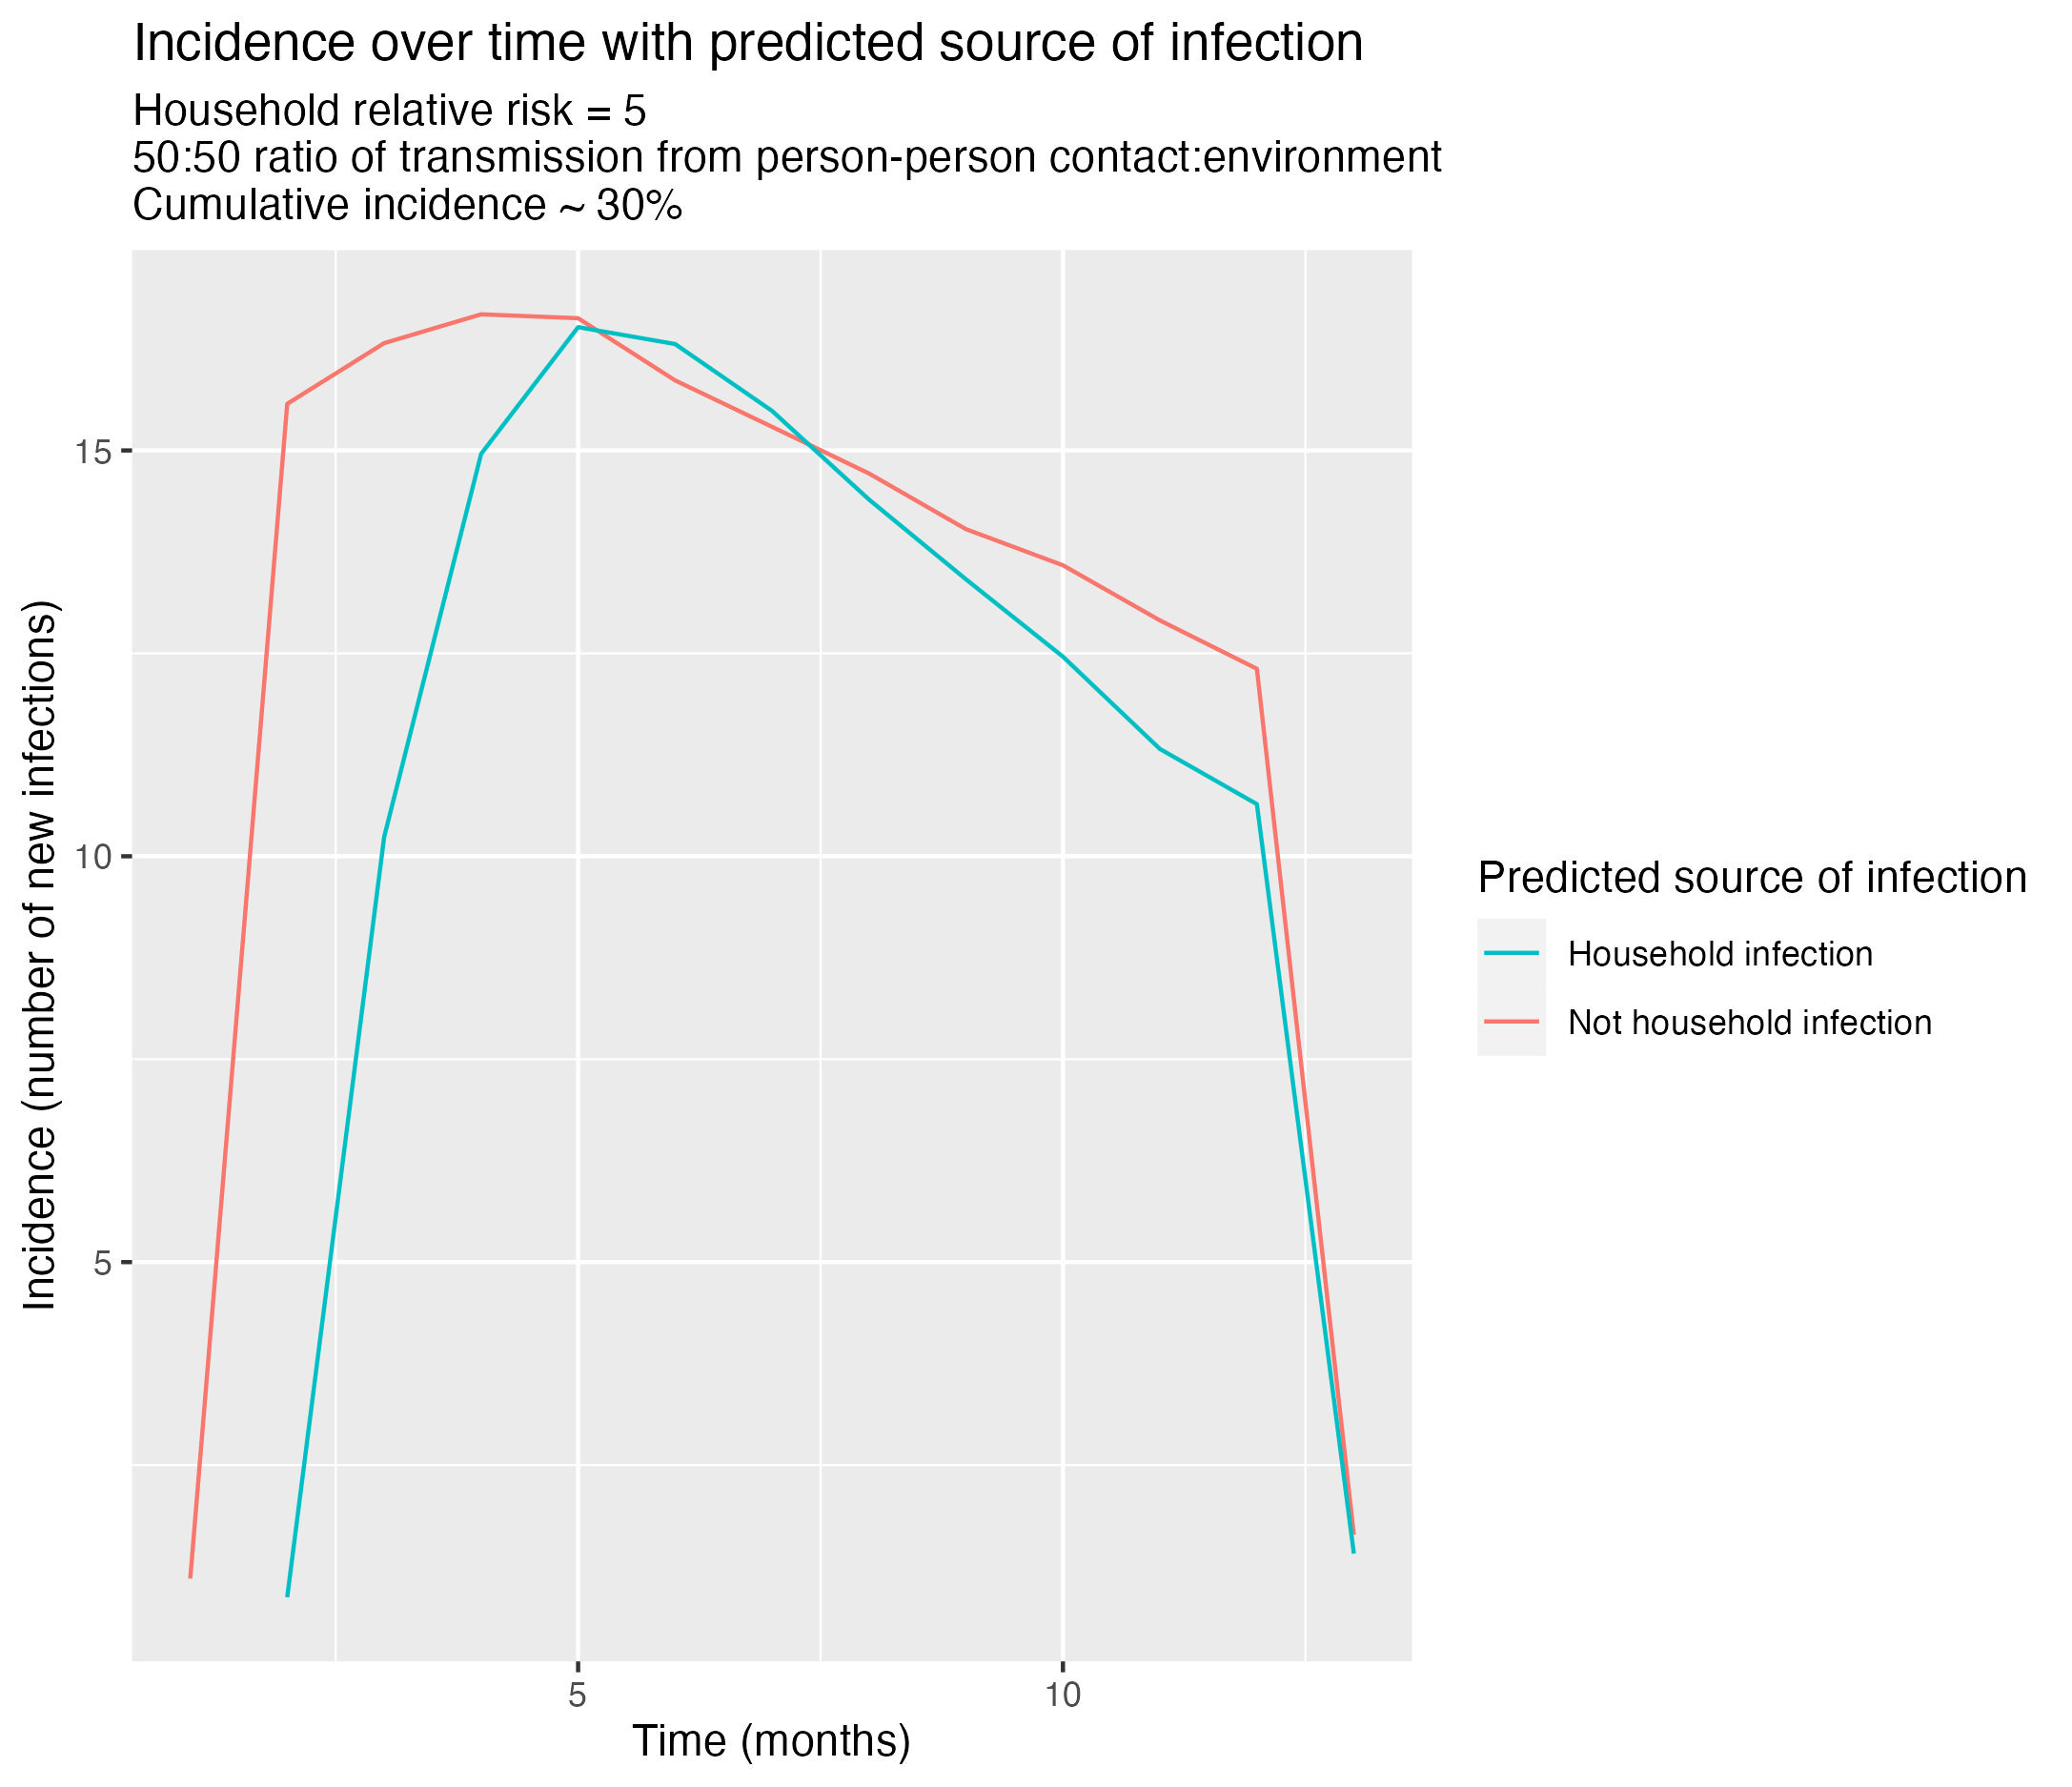 Incidence over time with predicted source of infection
Household relative risk = 5
50:50 ratio of transmission from person-person contact:environment
Cumulative incidence ~ 30%
Incidence (number of new infections)
15
10
5
5
10
Time (months)
Predicted source of infection
Household infection
Not household infection